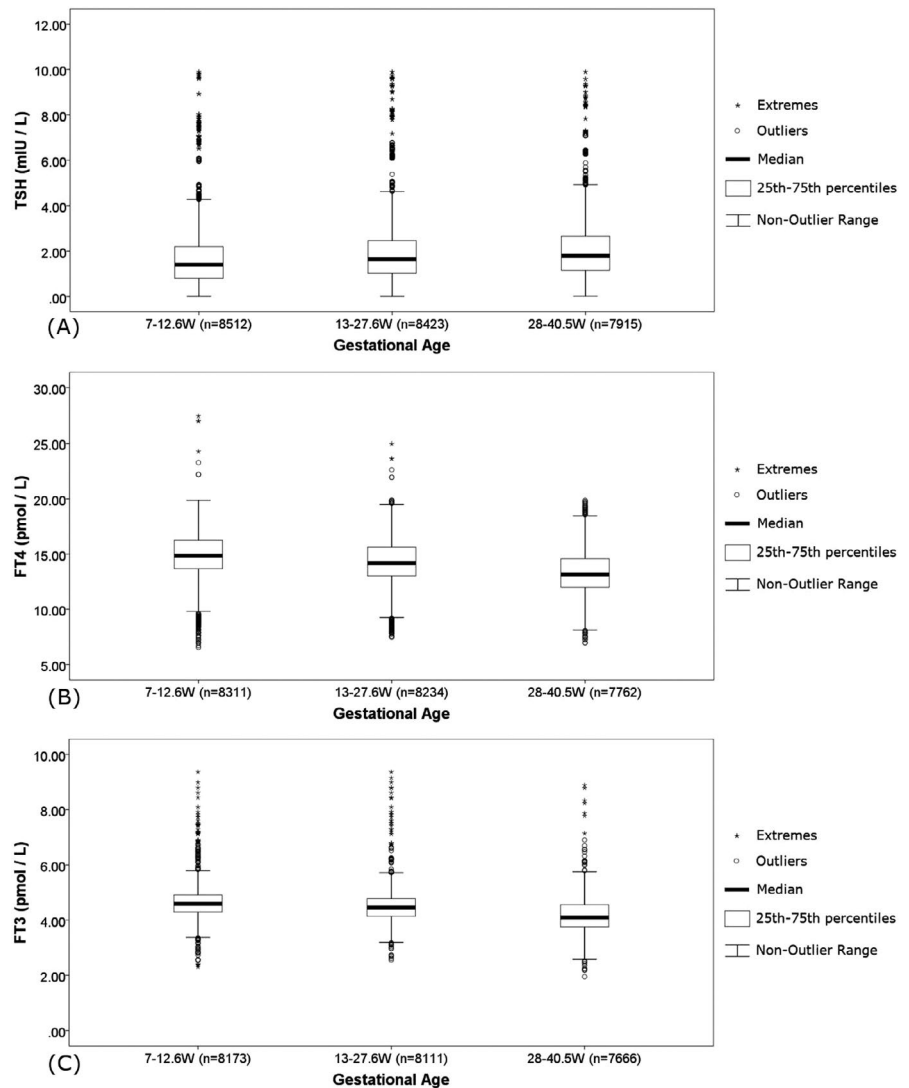 12.00
10.00
8.00
6.00
4.00
2.00
.00
TSH (mIU / L)
Extremes
Outliers
Median
25th-75th percentiles
Non-Outlier Range
(A)
7-12.6W (n=8512)
13-27.6W (n=8423)
28-40.5W (n=7915)
Gestational Age
30.00
25.00
20.00
15.00
10.00
5.00
FT4 (pmol / L)
Extremes
Outliers
Median
25th-75th percentiles
Non-Outlier Range
(B)
7-12.6W (n=8311)
13-27.6W (n=8234)
28-40.5W (n=7762)
Gestational Age
10.00
8.00
6.00
4.00
2.00
.00
FT3 (pmol / L)
Extremes
Outliers
Median
25th-75th percentiles
Non-Outlier Range
(C)
7-12.6W (n=8173)
13-27.6W (n=8111)
28-40.5W (n=7666)
Gestational Age